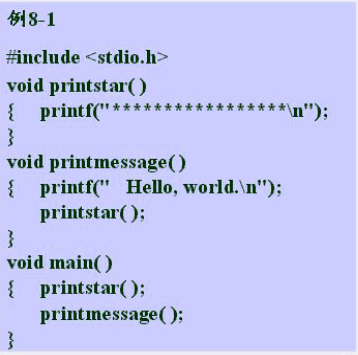 例8-1
#include <stdio.h>
void printstar( )
{ printf("*****************\n");
}
void printmessage( )
{ printf(" Hello, world.\n");
printstar( );
}
void main( )
{ printstar( );
printmessage( );
}